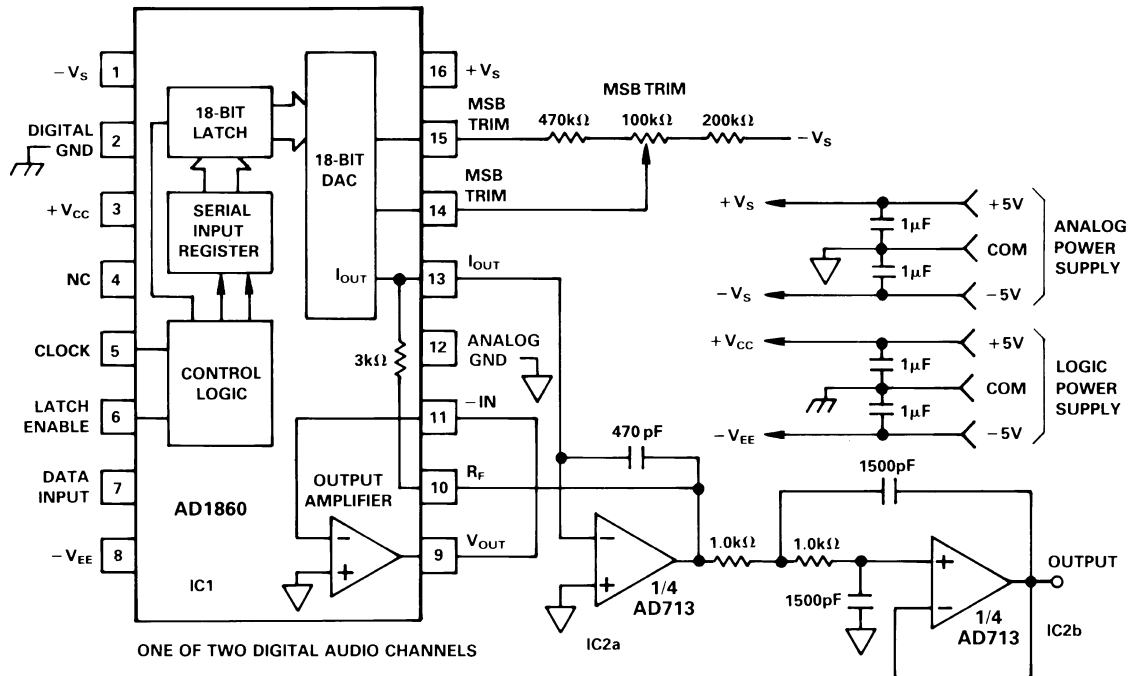 −VS 1
DIGITAL
GND 2
+VCC 3
NC 4
CLOCK 5
LATCH
ENABLE 6
DATA
INPUT 7
−VEE 8
18-BIT
LATCH
SERIAL
INPUT
REGISTER
CONTROL
LOGIC
AD1860
IC1
18-BIT
DAC
IOUT
3kΩ
OUTPUT
AMPLIFIER
−
+
16 +VS
15 MSB
TRIM
14 MSB
TRIM
13 IOUT
12 ANALOG
GND
11 −IN
10 RF
9 VOUT
ONE OF TWO DIGITAL AUDIO CHANNELS
MSB TRIM
470kΩ 100kΩ 200kΩ −VS
+VS +5V
1µF
COM
1µF
−VS −5V
ANALOG
POWER
SUPPLY
+VCC +5V
1µF
COM
1µF
−VEE −5V
LOGIC
POWER
SUPPLY
470 pF
−
+
1/4
AD713
IC2a
1.0kΩ 1.0kΩ
1500pF
1500pF
+
−
1/4
AD713
IC2b
OUTPUT